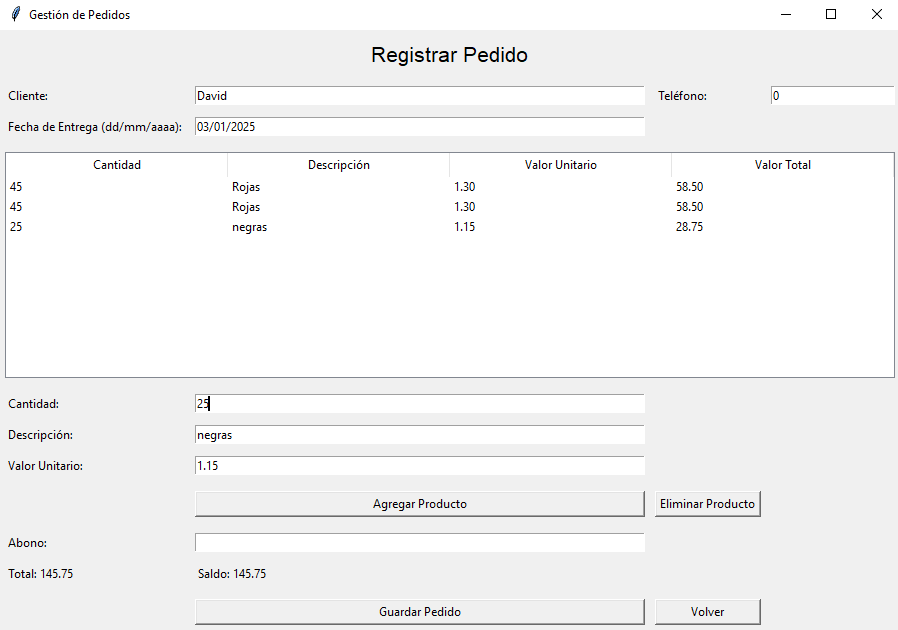 Gestión de Pedidos
Registrar Pedido
Cliente: David Teléfono: 0
Fecha de Entrega (dd/mm/aaaa): 03/01/2025
Cantidad Descripción Valor Unitario Valor Total
45 Rojas 1.30 58.50
45 Rojas 1.30 58.50
25 negras 1.15 28.75
Cantidad: 25
Descripción: negras
Valor Unitario: 1.15
Agregar Producto Eliminar Producto
Abono:
Total: 145.75 Saldo: 145.75
Guardar Pedido Volver